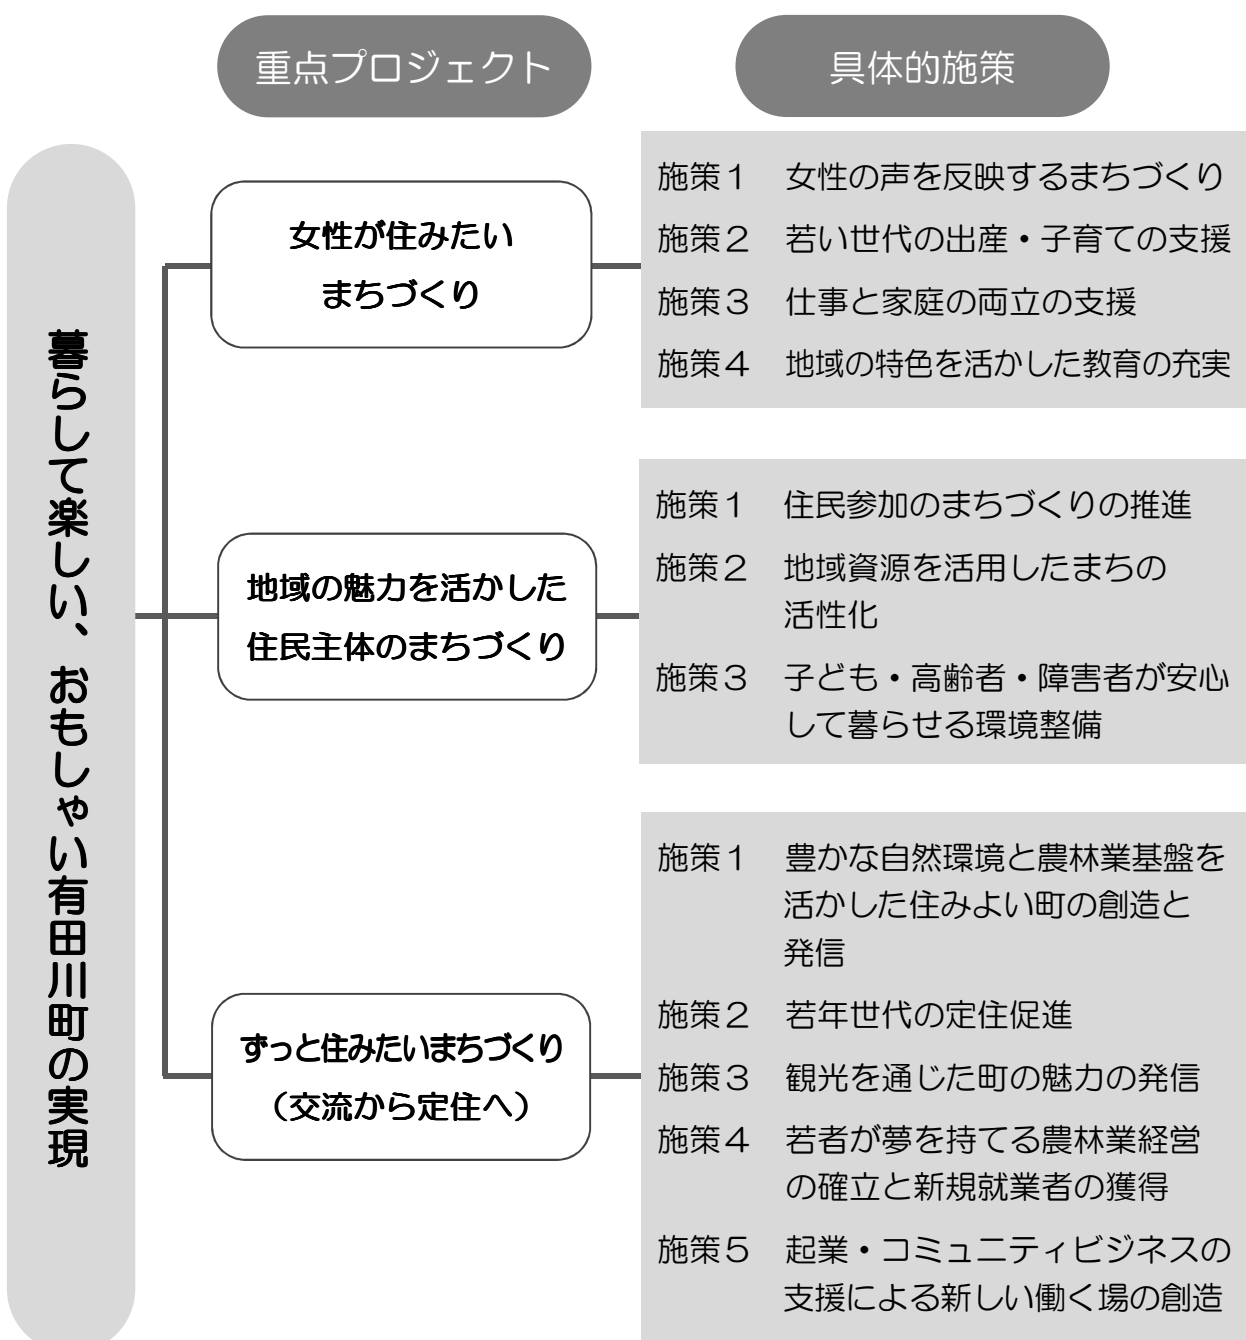 重点プロジェクト
具体的施策
暮らして楽しい、おもしゃい有田川町の実現
女性が住みたい
まちづくり
施策１　女性の声を反映するまちづくり
施策２　若い世代の出産・子育ての支援
施策３　仕事と家庭の両立の支援
施策４　地域の特色を活かした教育の充実
地域の魅力を活かした
住民主体のまちづくり
施策１　住民参加のまちづくりの推進
施策２　地域資源を活用したまちの
活性化
施策３　子ども・高齢者・障害者が安心
して暮らせる環境整備
ずっと住みたいまちづくり
（交流から定住へ）
施策１　豊かな自然環境と農林業基盤を
活かした住みよい町の創造と
発信
施策２　若年世代の定住促進
施策３　観光を通じた町の魅力の発信
施策４　若者が夢を持てる農林業経営
の確立と新規就業者の獲得
施策５　起業・コミュニティビジネスの
支援による新しい働く場の創造